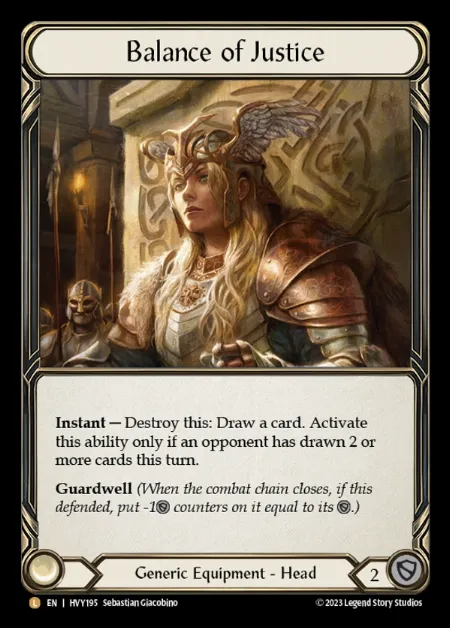 Balance of Justice
Instant — Destroy this: Draw a card. Activate
this ability only if an opponent has drawn 2 or
more cards this turn.
Guardwell (When the combat chain closes, if this
defended, put -1 counters on it equal to its .)
Generic Equipment - Head
2
L EN | HVY195 Sebastian Giacobino
© 2023 Legend Story Studios